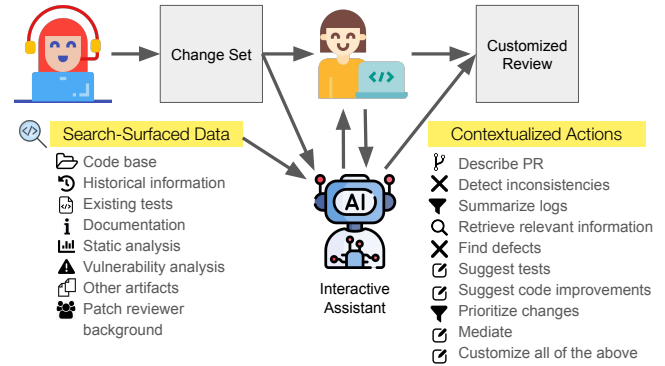 Change Set
</>
Customized
Review
</>
Search-Surfaced Data
Code base
Historical information
</>
Existing tests
i
Documentation
Static analysis
Vulnerability analysis
Other artifacts
Patch reviewer
background
AI
Interactive
Assistant
Contextualized Actions
Describe PR
Detect inconsistencies
Summarize logs
Retrieve relevant information
Find defects
Suggest tests
Suggest code improvements
Prioritize changes
Mediate
Customize all of the above